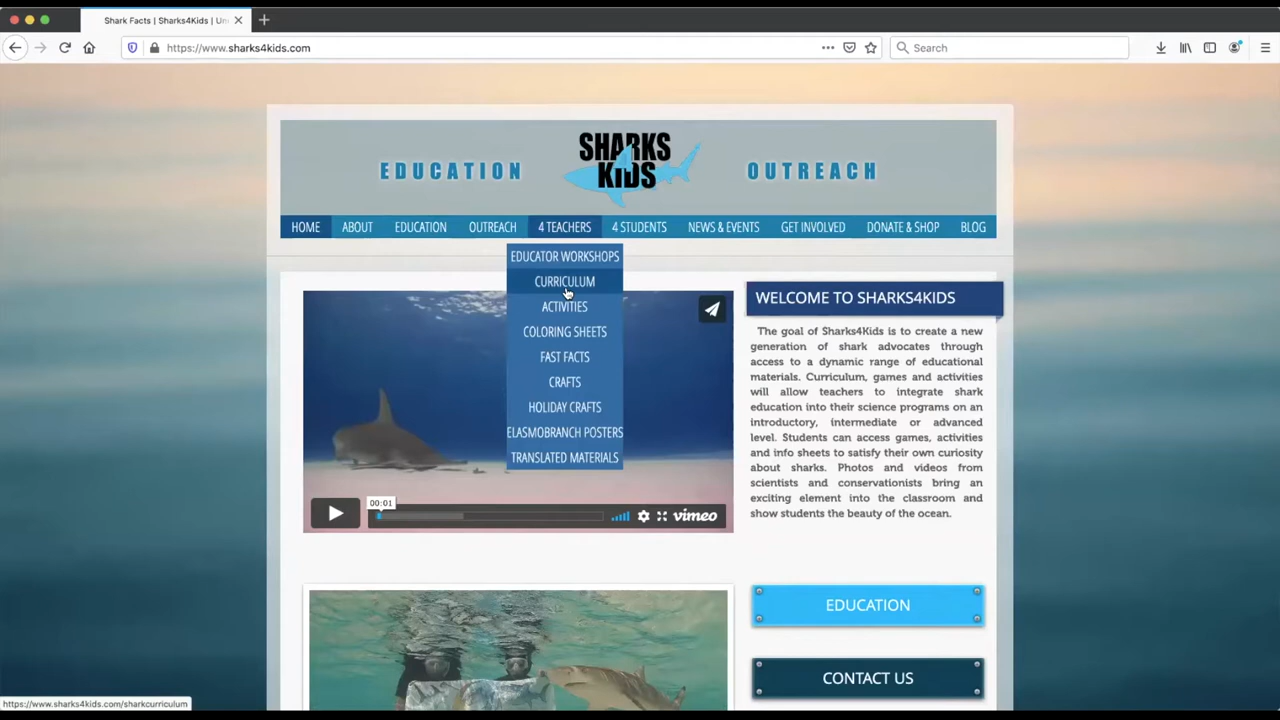 Shark Facts | Sharks4Kids | Un
https://www.sharks4kids.com
Search
EDUCATION
SHARKS
4
KIDS
OUTREACH
HOME ABOUT EDUCATION OUTREACH 4 TEACHERS 4 STUDENTS NEWS & EVENTS GET INVOLVED DONATE & SHOP BLOG
EDUCATOR WORKSHOPS
CURRICULUM
ACTIVITIES
COLORING SHEETS
FAST FACTS
CRAFTS
HOLIDAY CRAFTS
ELASMOBRANCH POSTERS
TRANSLATED MATERIALS
00:01
vimeo
WELCOME TO SHARKS4KIDS
The goal of Sharks4Kids is to create a new
generation of shark advocates through
access to a dynamic range of educational
materials. Curriculum, games and activities
will allow teachers to integrate shark
education into their science programs on an
introductory, intermediate or advanced
level. Students can access games, activities
and info sheets to satisfy their own curiosity
about sharks. Photos and videos from
scientists and conservationists bring an
exciting element into the classroom and
show students the beauty of the ocean.
EDUCATION
CONTACT US
https://www.sharks4kids.com/sharkcurriculum